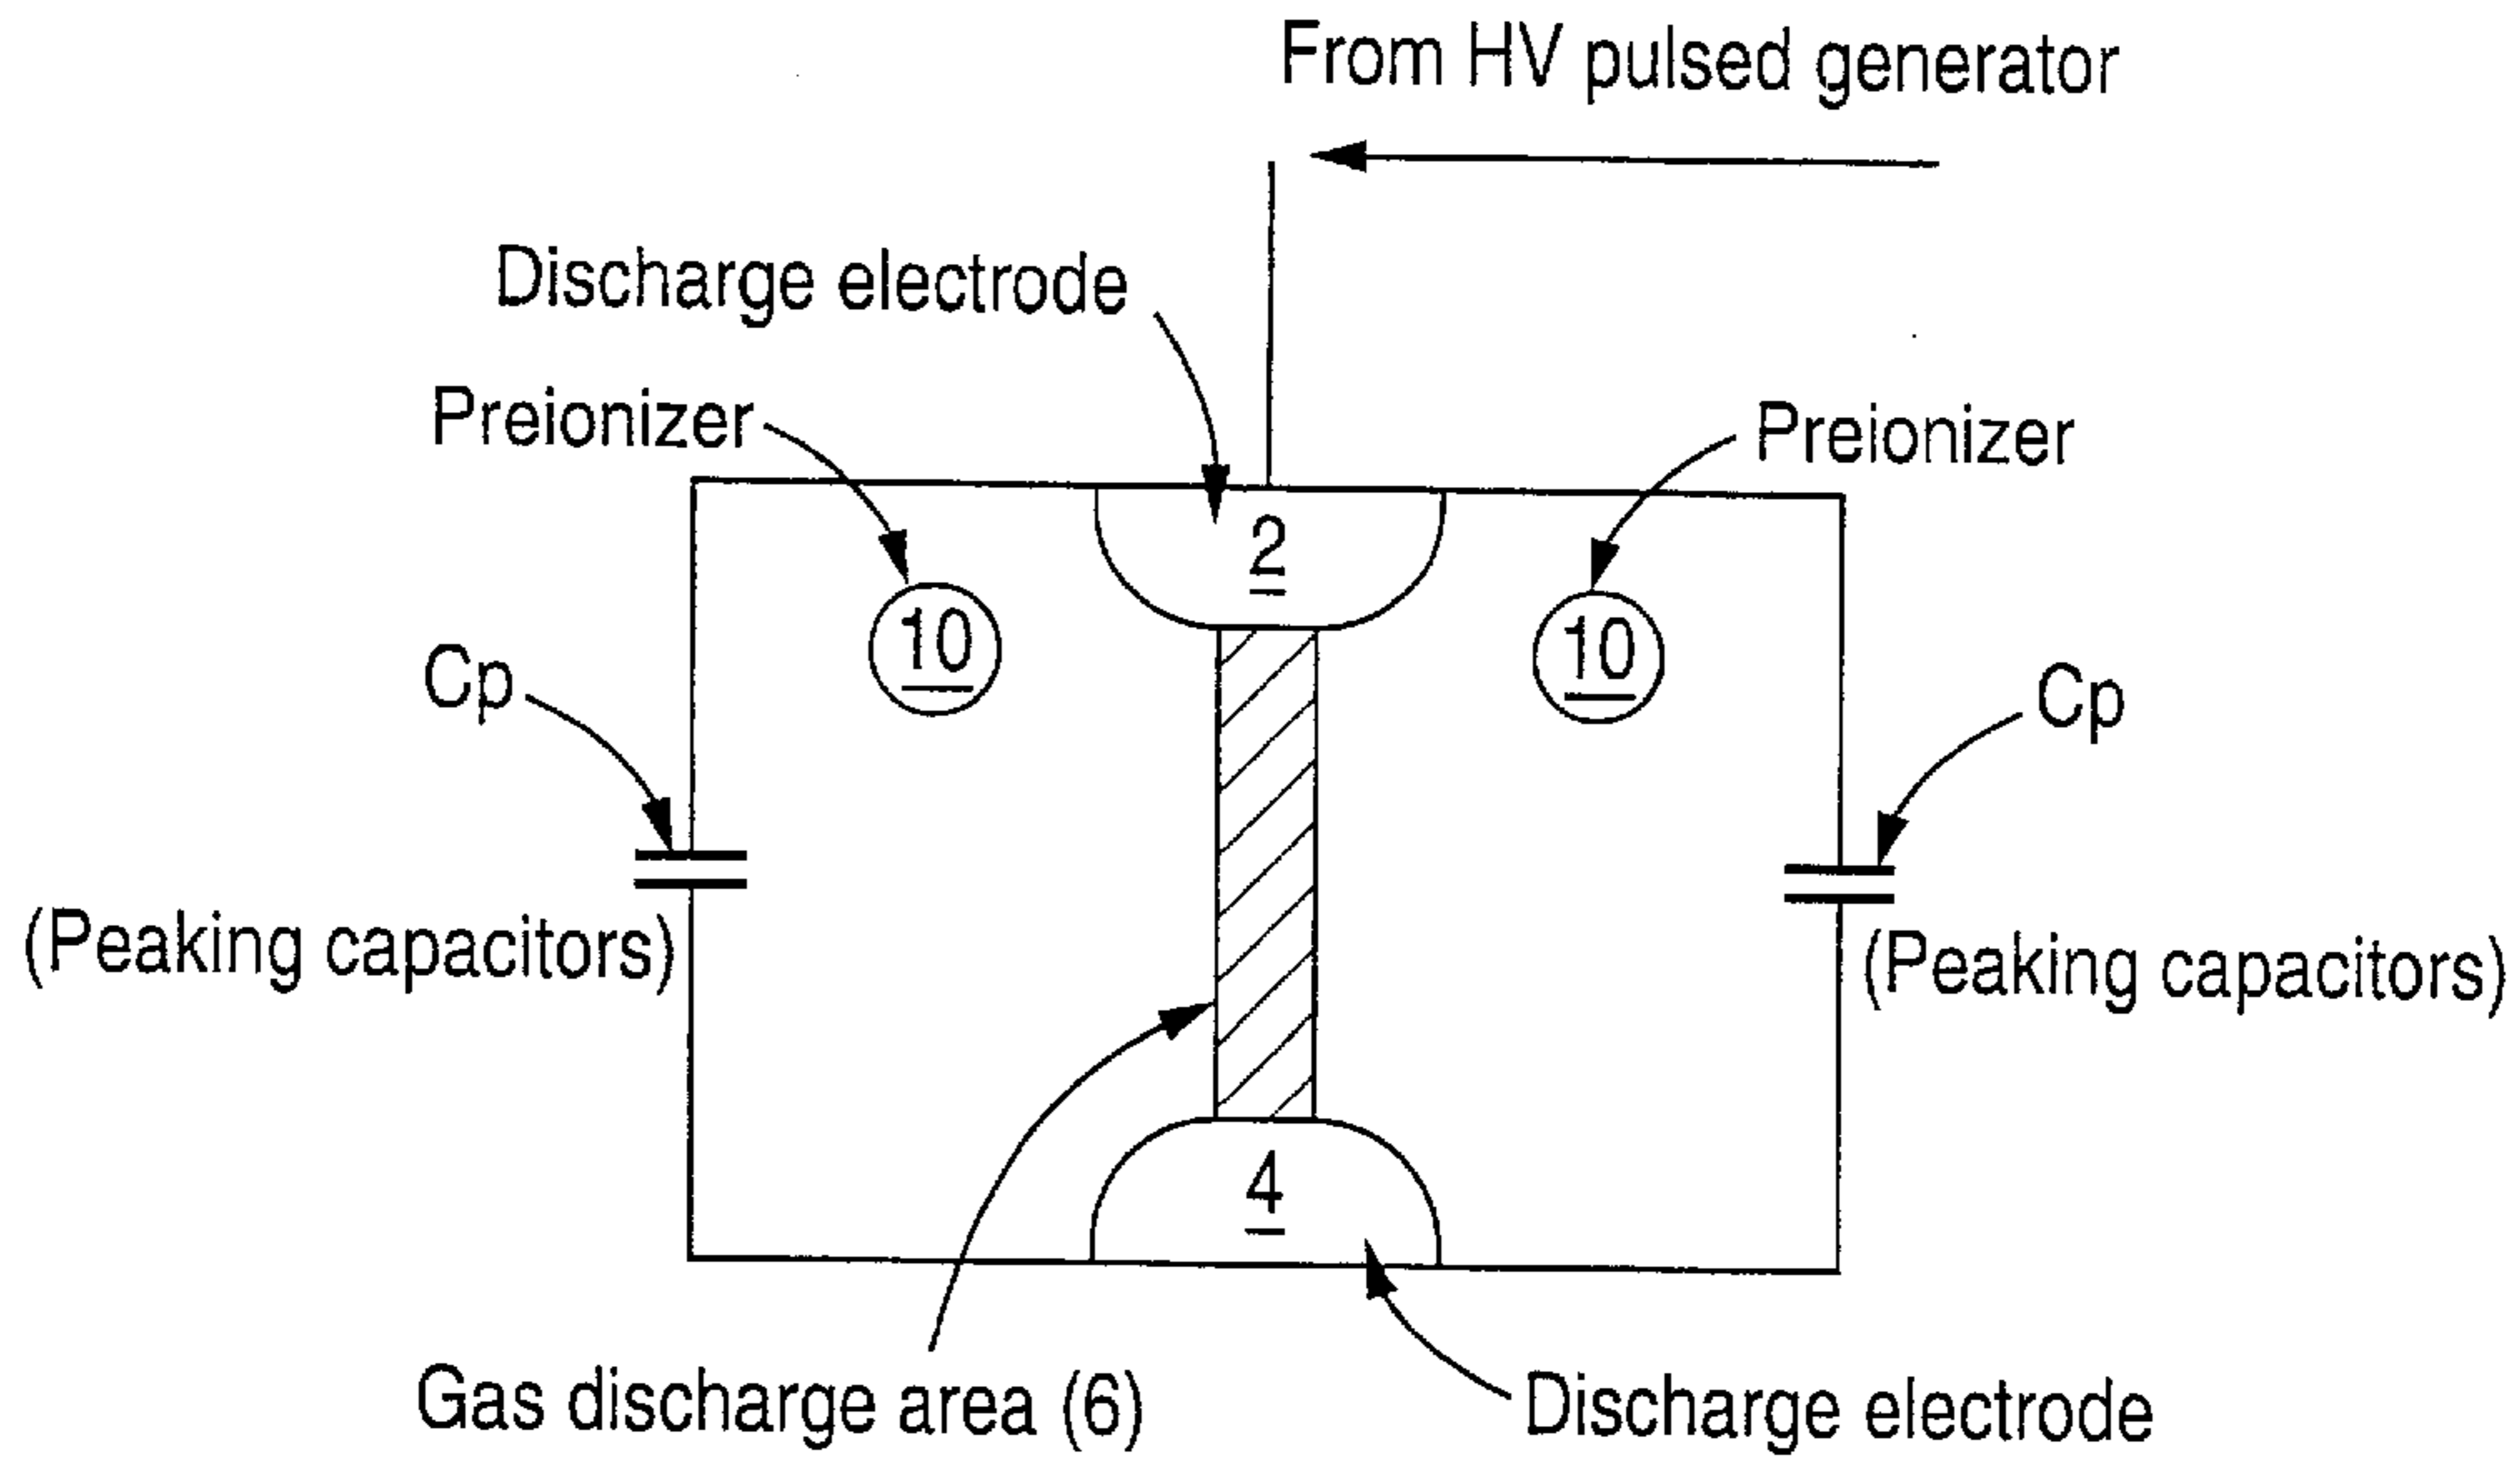 From HV pulsed generator
Discharge electrode
Preionizer
Preionizer
2
10
10
Cp
Cp
(Peaking capacitors)
(Peaking capacitors)
4
Gas discharge area (6)
Discharge electrode